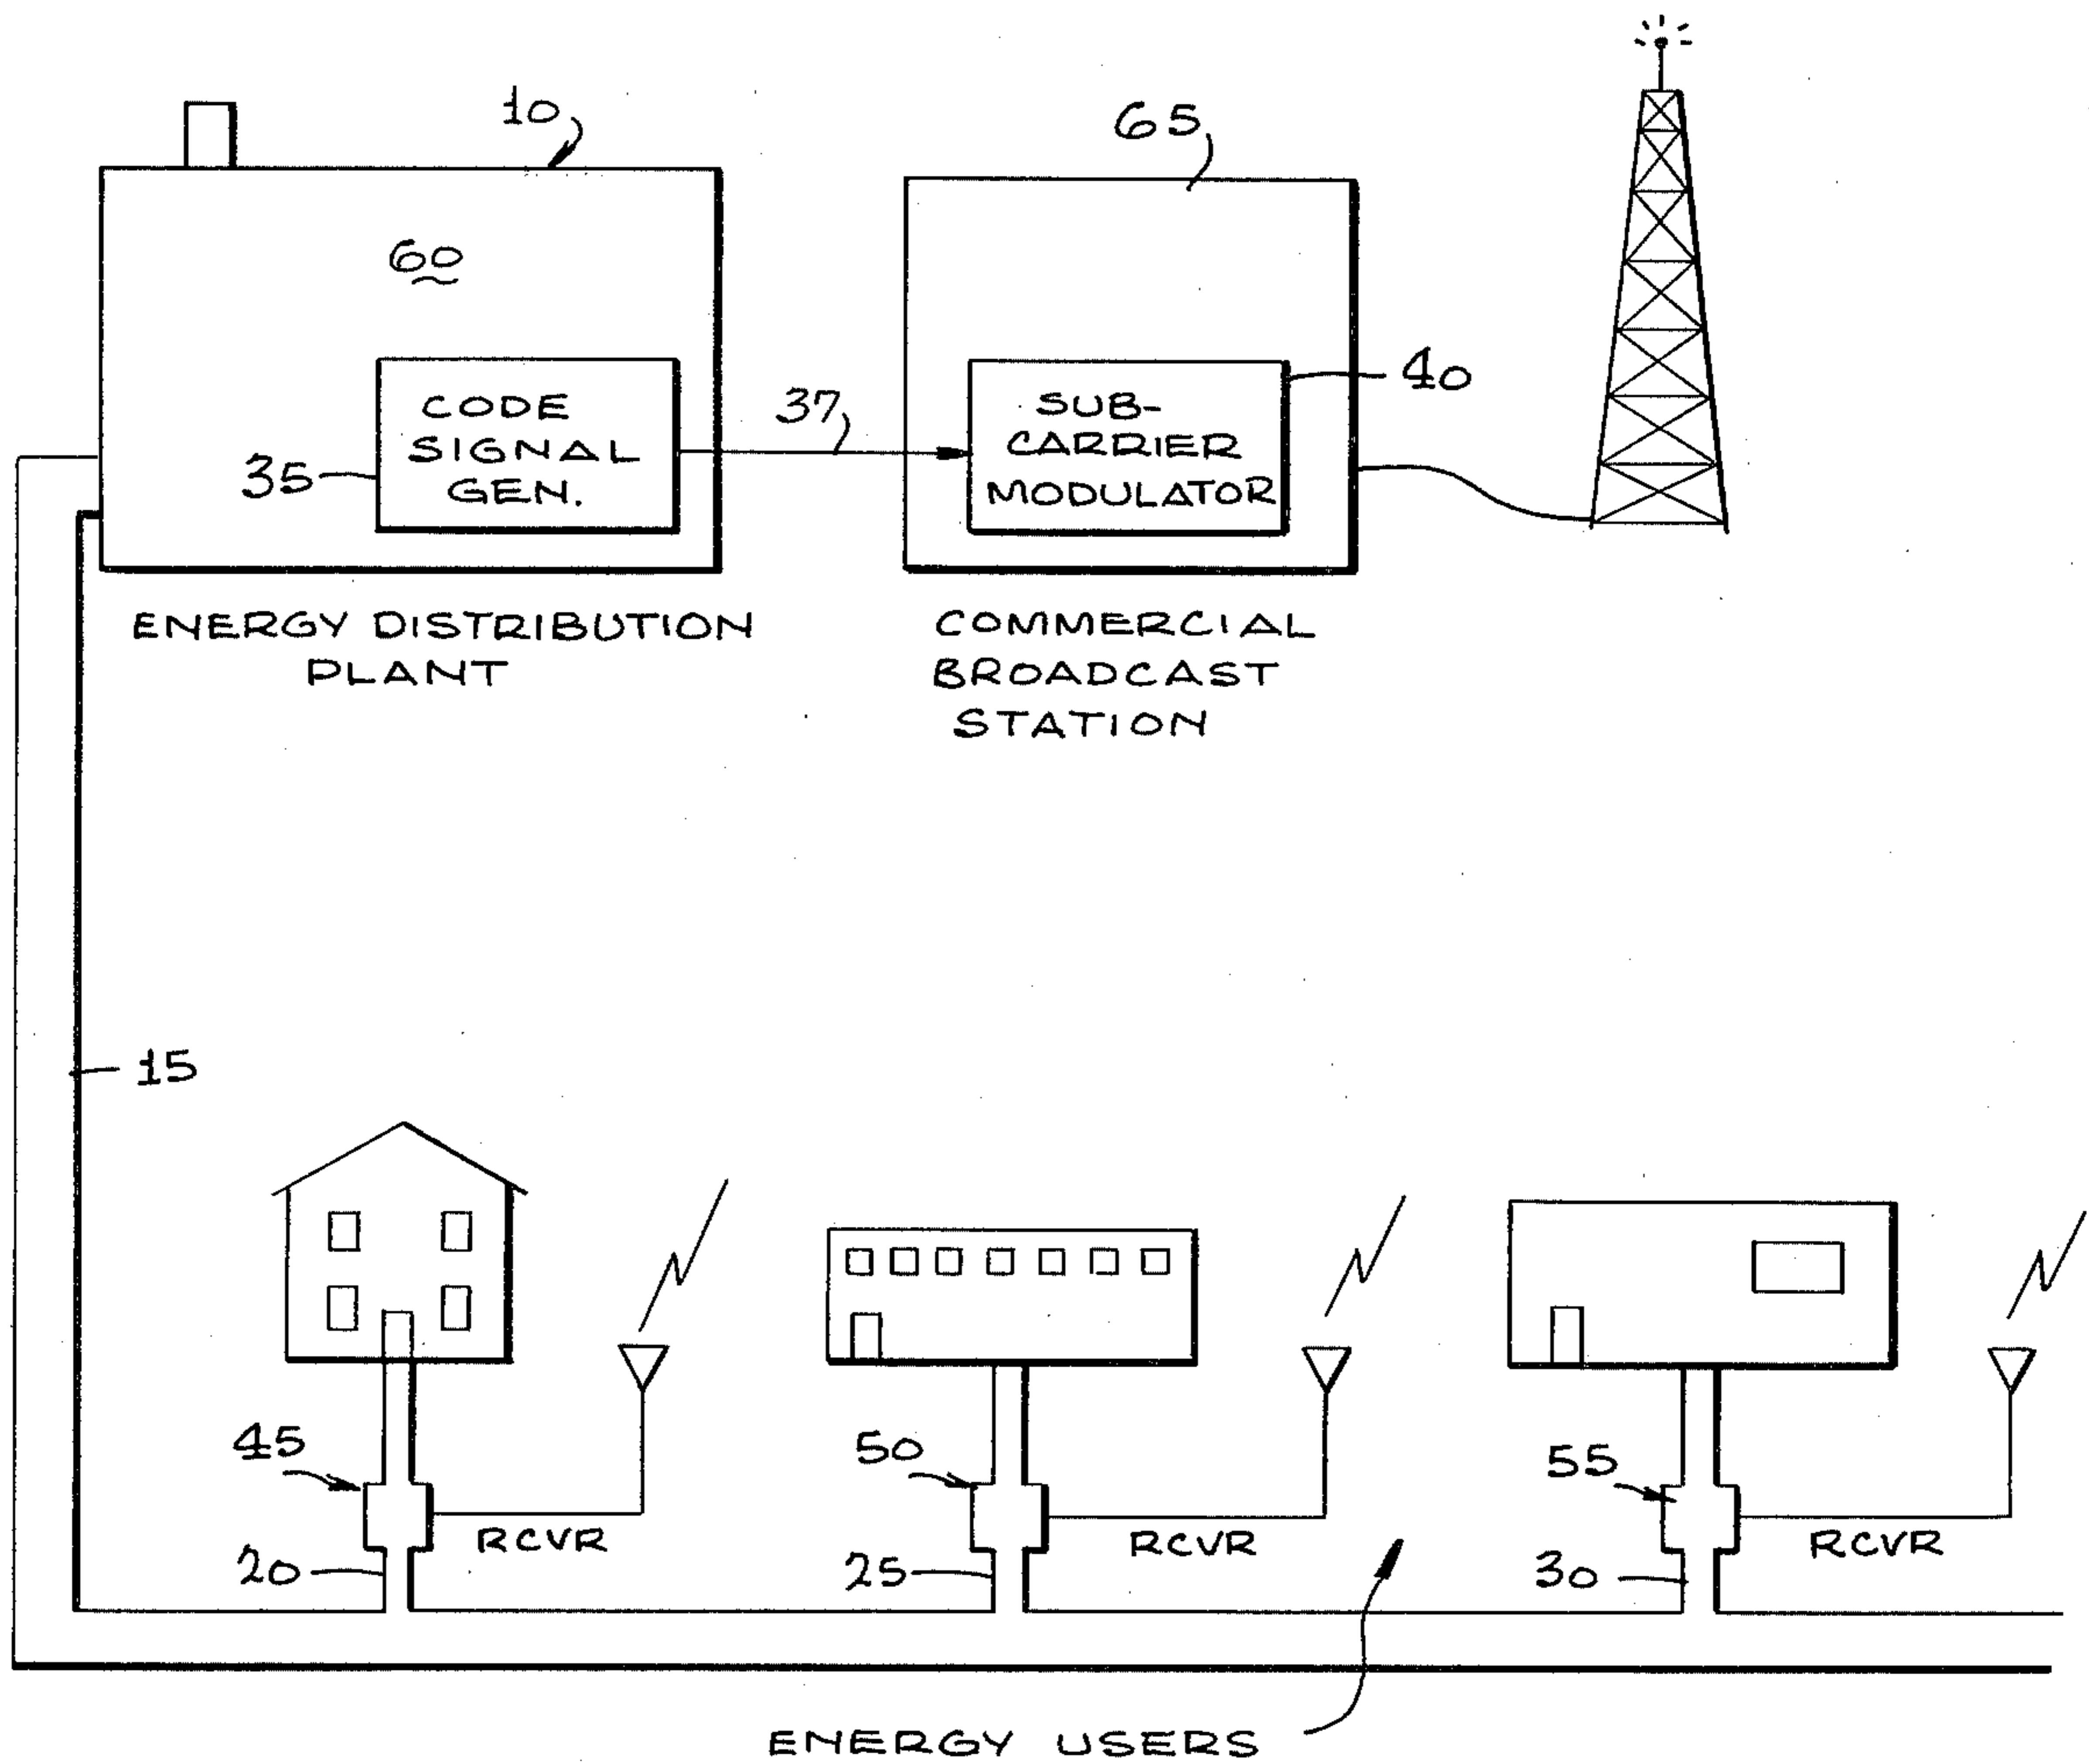 10
65
60
CODE
SIGNAL
GEN.
35
37
SUB-
CARRIER
MODULATOR
40
ENERGY DISTRIBUTION
PLANT
COMMERCIAL
BROADCAST
STATION
15
45
50
55
RCVR
RCVR
RCVR
20
25
30
ENERGY USERS